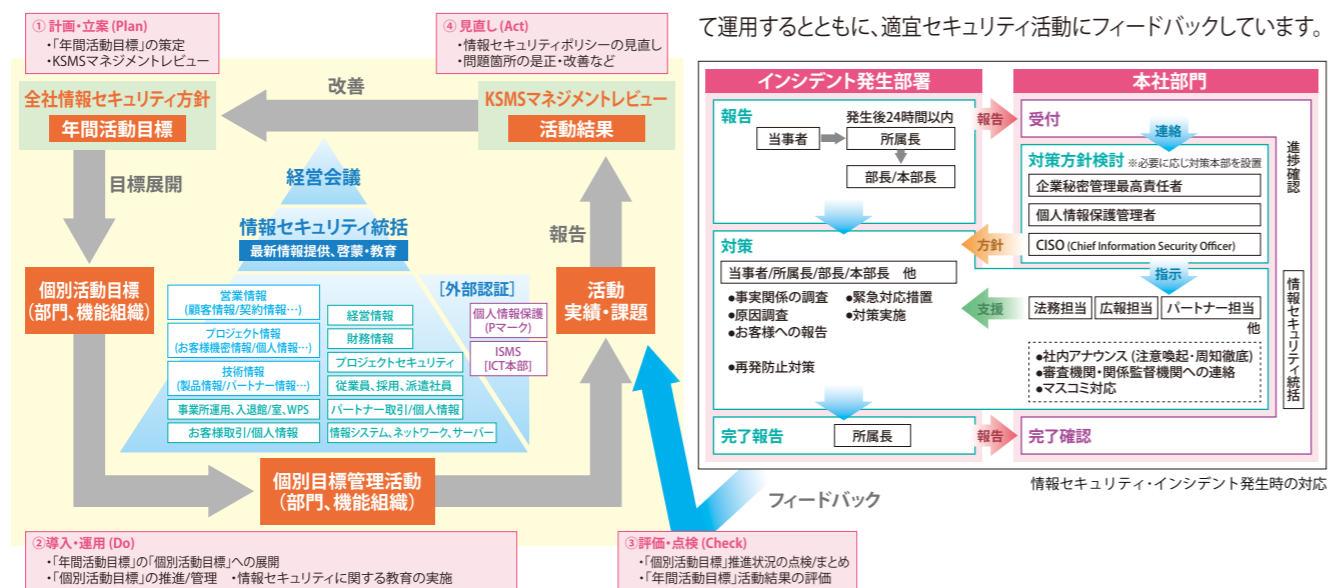 ①計画・立案 (Plan)
・「年間活動目標」の策定
・KSMSマネジメントレビュー
④見直し (Act)
・情報セキュリティポリシーの見直し
・問題箇所の是正・改善など
全社情報セキュリティ方針
年間活動目標
改善
KSMSマネジメントレビュー
活動結果
目標展開
経営会議
情報セキュリティ統括
最新情報提供、啓蒙・教育
報告
個別活動目標
(部門、機能組織)
営業情報
(顧客情報/契約情報…)
プロジェクト情報
(お客様機密情報/個人情報…)
技術情報
(製品情報/パートナー情報…)
事業所運用、入退館/室、WPS
お客様取引/個人情報
経営情報
財務情報
プロジェクトセキュリティ
従業員、採用、派遣社員
パートナー取引/個人情報
情報システム、ネットワーク、サーバー
[外部認証]
個人情報保護
(Pマーク)
ISMS
[ICT本部]
活動
実績・課題
個別目標管理活動
(部門、機能組織)
フィードバック
②導入・運用 (Do)
・「年間活動目標」の「個別活動目標」への展開
・「個別活動目標」の推進/管理 ・情報セキュリティに関する教育の実施
③評価・点検 (Check)
・「個別活動目標」推進状況の点検/まとめ
・「年間活動目標」活動結果の評価
て運用するとともに、適宜セキュリティ活動にフィードバックしています。
インシデント発生部署
本社部門
報告
発生後24時間以内
当事者
所属長
部長/本部長
報告
受付
連絡
対策方針検討 ※必要に応じ対策本部を設置
企業秘密管理最高責任者
個人情報保護管理者
CISO (Chief Information Security Officer)
進捗確認
方針
指示
対策
当事者/所属長/部長/本部長 他
●事実関係の調査 ●緊急対応措置
●原因調査 ●対策実施
●お客様への報告
●再発防止対策
支援
法務担当
広報担当
パートナー担当
他
●社内アナウンス (注意喚起・周知徹底)
●審査機関・関係監督機関への連絡
●マスコミ対応
情報セキュリティ統括
完了報告
所属長
報告
完了確認
情報セキュリティ・インシデント発生時の対応